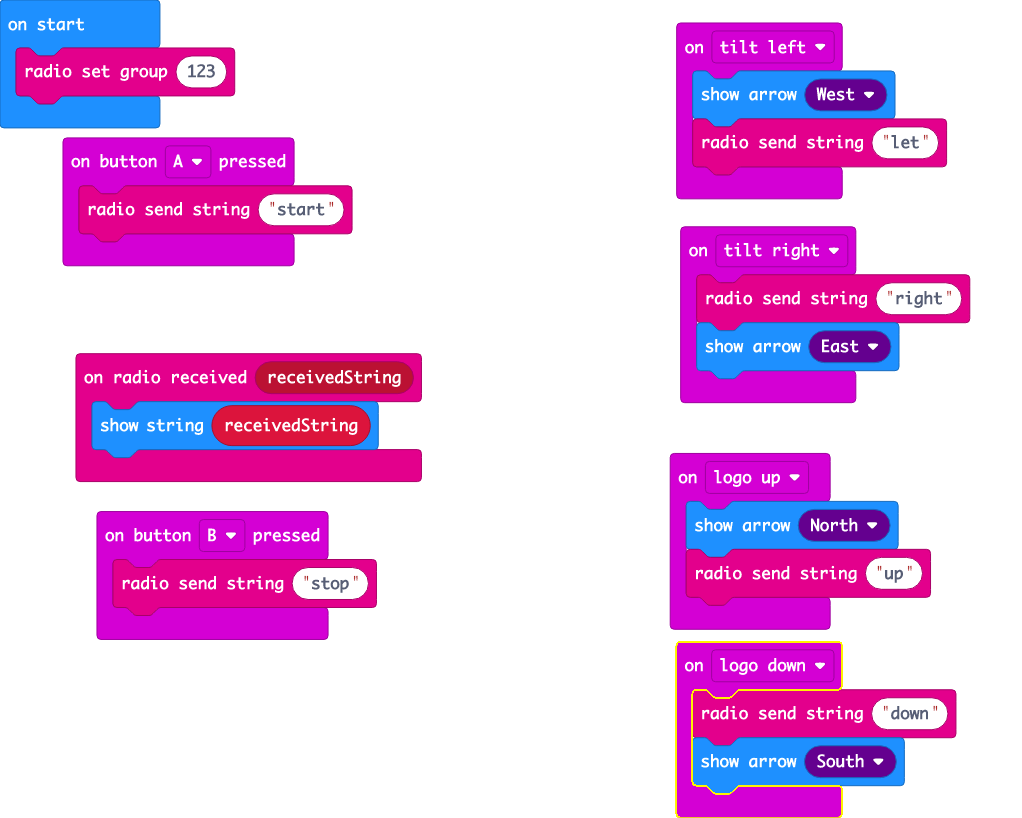 on start
radio set group 123
on button A pressed
radio send string "start"
on radio received receivedString
show string receivedString
on button B pressed
radio send string "stop"
on tilt left
show arrow West
radio send string "let"
on tilt right
radio send string "right"
show arrow East
on logo up
show arrow North
radio send string "up"
on logo down
radio send string "down"
show arrow South